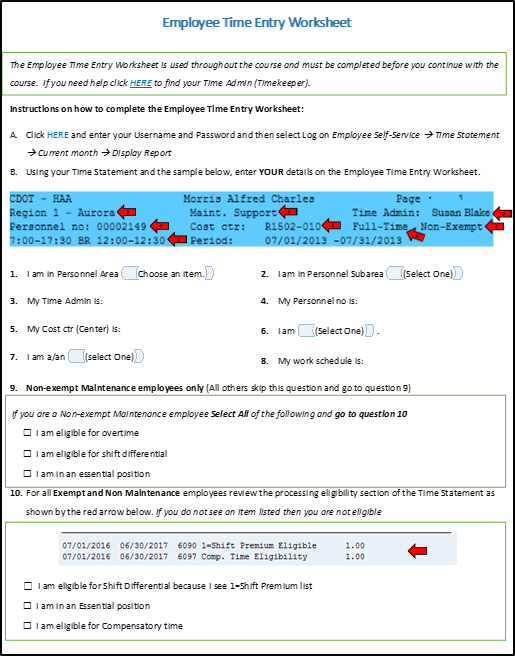 Employee Time Entry Worksheet
The Employee Time Entry Worksheet is used throughout the course and must be completed before you continue with the
course. If you need help click HERE to find your Time Admin (Timekeeper).
Instructions on how to complete the Employee Time Entry Worksheet:
A. Click HERE and enter your Username and Password and then select Log on Employee Self-Service → Time Statement
→ Current month → Display Report
B. Using your Time Statement and the sample below, enter YOUR details on the Employee Time Entry Worksheet.
CDOT - HAA Morris Alfred Charles Page 1
Region 1 - Aurora Maint. Support Time Admin: Susan Blake
Personnel no: 00002149 Cost ctr: R1502-010 Full-Time Non-Exempt
7:00-17:30 BR 12:00-12:30 Period: 07/01/2013 -07/31/2013
1. I am in Personnel Area (Choose an item.)
2. I am in Personnel Subarea (Select One)
3. My Time Admin is:
4. My Personnel no is:
5. My Cost ctr (Center) is:
6. I am (Select One) .
7. I am a/an (select One)
8. My work schedule is:
9. Non-exempt Maintenance employees only (All others skip this question and go to question 9)
If you are a Non-exempt Maintenance employee Select All of the following and go to question 10
☐ I am eligible for overtime
☐ I am eligible for shift differential
☐ I am in an essential position
10. For all Exempt and Non Maintenance employees review the processing eligibility section of the Time Statement as
shown by the red arrow below. If you do not see an item listed then you are not eligible
07/01/2016 06/30/2017 6090 1=Shift Premium Eligible 1.00
07/01/2016 06/30/2017 6097 Comp. Time Eligibility 1.00
☐ I am eligible for Shift Differential because I see 1=Shift Premium list
☐ I am in an Essential position
☐ I am eligible for Compensatory time